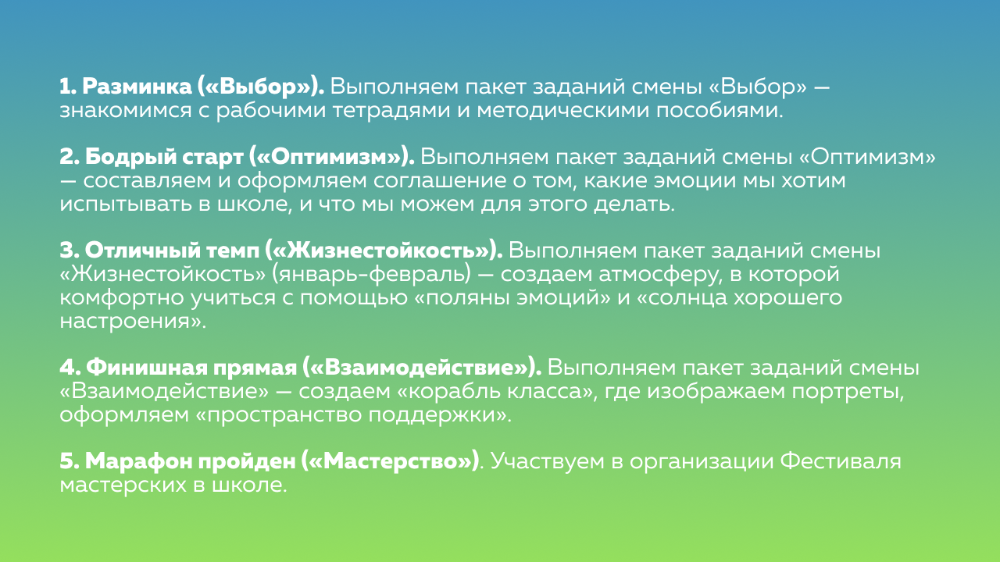 1. Разминка («Выбор»). Выполняем пакет заданий смены «Выбор» —
знакомимся с рабочими тетрадями и методическими пособиями.
2. Бодрый старт («Оптимизм»). Выполняем пакет заданий смены «Оптимизм»
— составляем и оформляем соглашение о том, какие эмоции мы хотим
испытывать в школе, и что мы можем для этого делать.
3. Отличный темп («Жизнестойкость»). Выполняем пакет заданий смены
«Жизнестойкость» (январь-февраль) — создаем атмосферу, в которой
комфортно учиться с помощью «поляны эмоций» и «солнца хорошего
настроения».
4. Финишная прямая («Взаимодействие»). Выполняем пакет заданий смены
«Взаимодействие» — создаем «корабль класса», где изображаем портреты,
оформляем «пространство поддержки».
5. Марафон пройден («Мастерство»). Участвуем в организации Фестиваля
мастерских в школе.